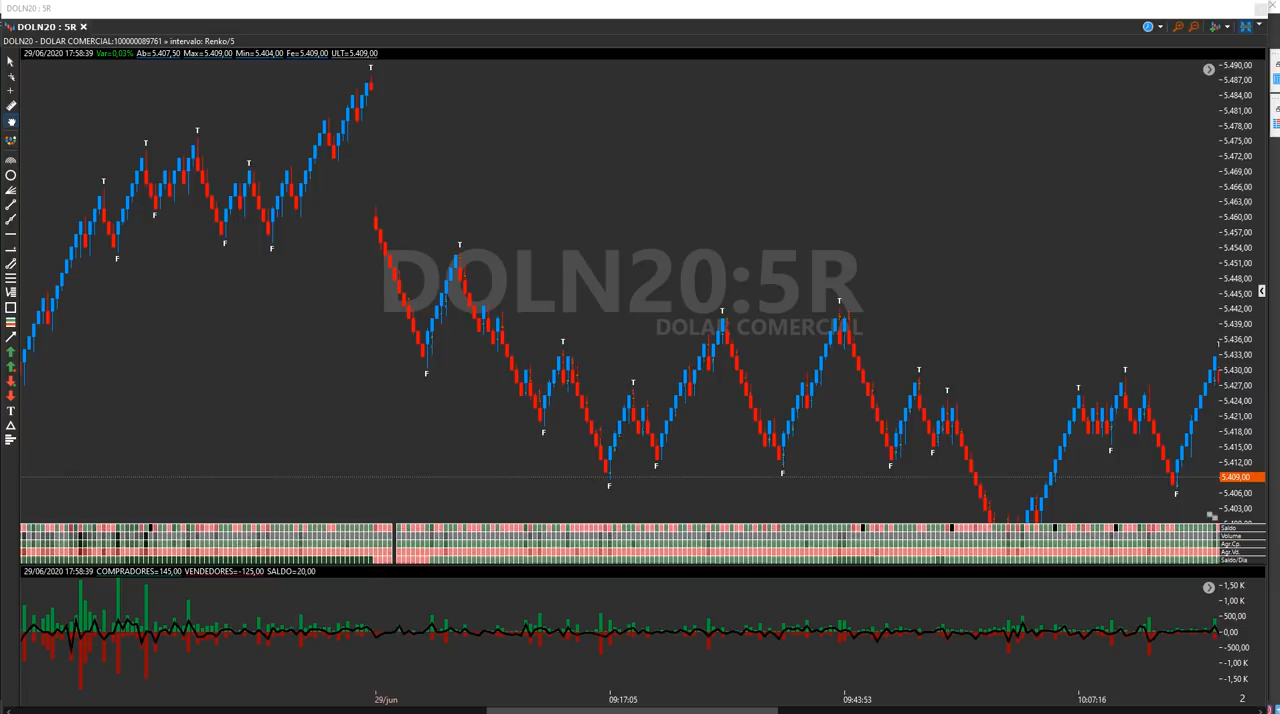 DOLN20 : 5R
DOLN20 : 5R
DOLN20 - DOLAR COMERCIAL:100000089761 » intervalo: Renko/5
29/06/2020 17:58:39 Var=0,03% Ab=5.407,50 Max=5.409,00 Min=5.404,00 Fe=5.409,00 ULT=5.409,00
T
T
T
T
T
T
T
T
T
T
T
T
T
T
F
F
F
F
F
F
F
F
F
F
F
F
F
DOLN20:5R
DOLAR COMERCIAL
5.490,00
5.487,00
5.484,00
5.481,00
5.478,00
5.475,00
5.472,00
5.469,00
5.466,00
5.463,00
5.460,00
5.457,00
5.454,00
5.451,00
5.448,00
5.445,00
5.442,00
5.439,00
5.436,00
5.433,00
5.430,00
5.427,00
5.424,00
5.421,00
5.418,00
5.415,00
5.412,00
5.409,00
5.406,00
5.403,00
Saldo
Volume
Agr.Cp.
Agr.Vd.
Saldo/Dia
29/06/2020 17:58:39 COMPRADORES=145,00 VENDEDORES=-125,00 SALDO=20,00
1,50 K
1,00 K
500,00
0,00
-500,00
-1,00 K
-1,50 K
29/jun
09:17:05
09:43:53
10:07:16
2